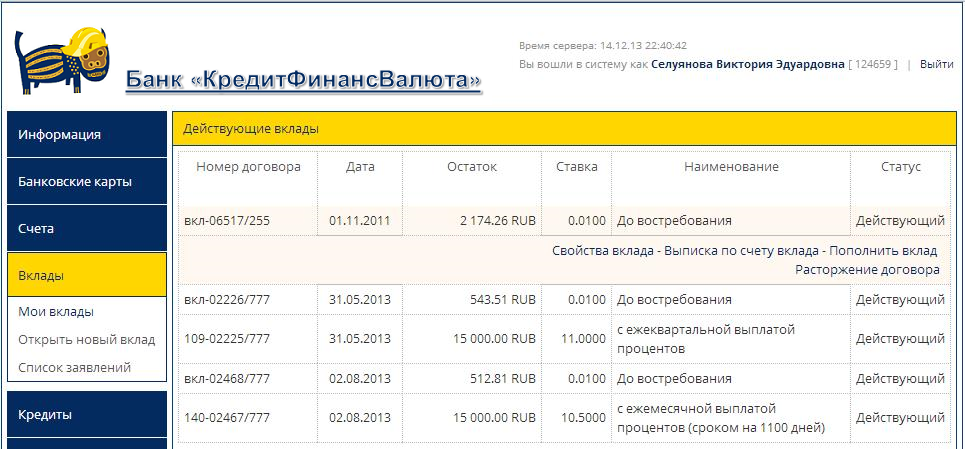 Время сервера: 14.12.13 22:40:42
Банк «КредитФинансВалюта»
Вы вошли в систему как Селуянова Виктория Эдуардовна [ 124659 ] | Выйти
Информация
Банковские карты
Счета
Вклады
Мои вклады
Открыть новый вклад
Список заявлений
Кредиты
Действующие вклады
Номер договора Дата Остаток Ставка Наименование Статус
вкл-06517/255 01.11.2011 2 174.26 RUB 0.0100 До востребования Действующий
Свойства вклада - Выписка по счету вклада - Пополнить вклад
Расторжение договора
вкл-02226/777 31.05.2013 543.51 RUB 0.0100 До востребования Действующий
109-02225/777 31.05.2013 15 000.00 RUB 11.0000 с ежеквартальной выплатой
процентов Действующий
вкл-02468/777 02.08.2013 512.81 RUB 0.0100 До востребования Действующий
140-02467/777 02.08.2013 15 000.00 RUB 10.5000 с ежемесячной выплатой
процентов (сроком на 1100 дней) Действующий